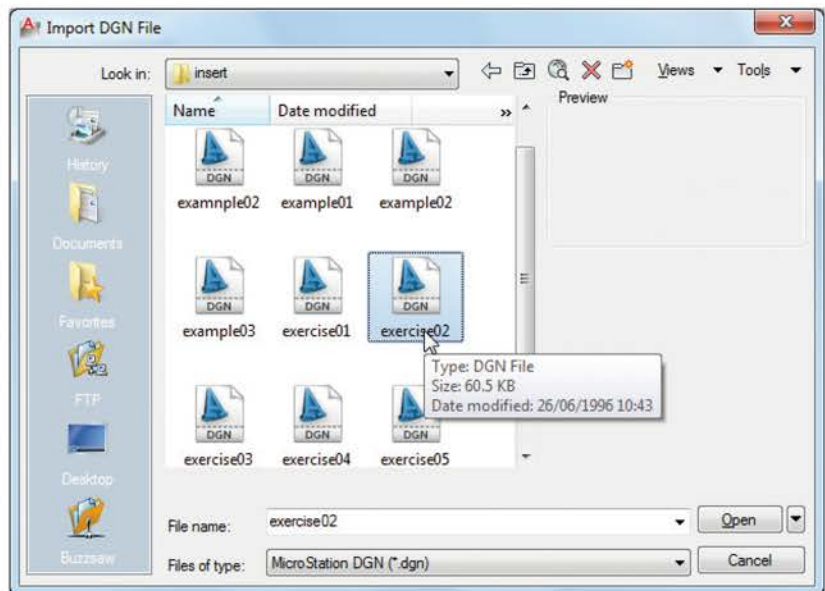 Import DGN File
Look in: insert Views Tools
Name Date modified » Preview
History
Documents
Favorites
FTP
Desktop
Buzzsaw
DGN DGN DGN
examnple02 example01 example02
DGN DGN DGN
example03 exercise01 exercise02
Type: DGN File
Size: 60.5 KB
Date modified: 26/06/1996 10:43
DGN DGN DGN
exercise03 exercise04 exercise05
File name: exercise02 Open
Files of type: MicroStation DGN (*.dgn) Cancel